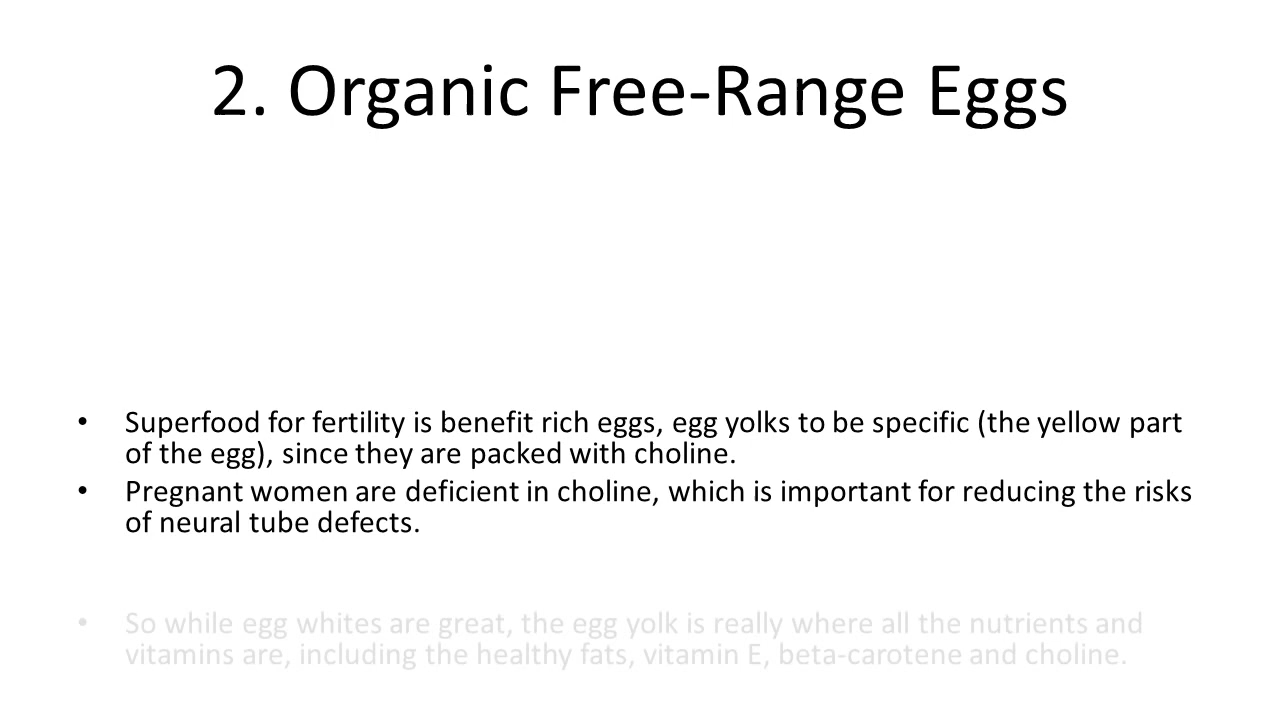 2. Organic Free-Range Eggs
• Superfood for fertility is benefit rich eggs, egg yolks to be specific (the yellow part
of the egg), since they are packed with choline.
• Pregnant women are deficient in choline, which is important for reducing the risks
of neural tube defects.
• So while egg whites are great, the egg yolk is really where all the nutrients and
vitamins are, including the healthy fats, vitamin E, beta-carotene and choline.